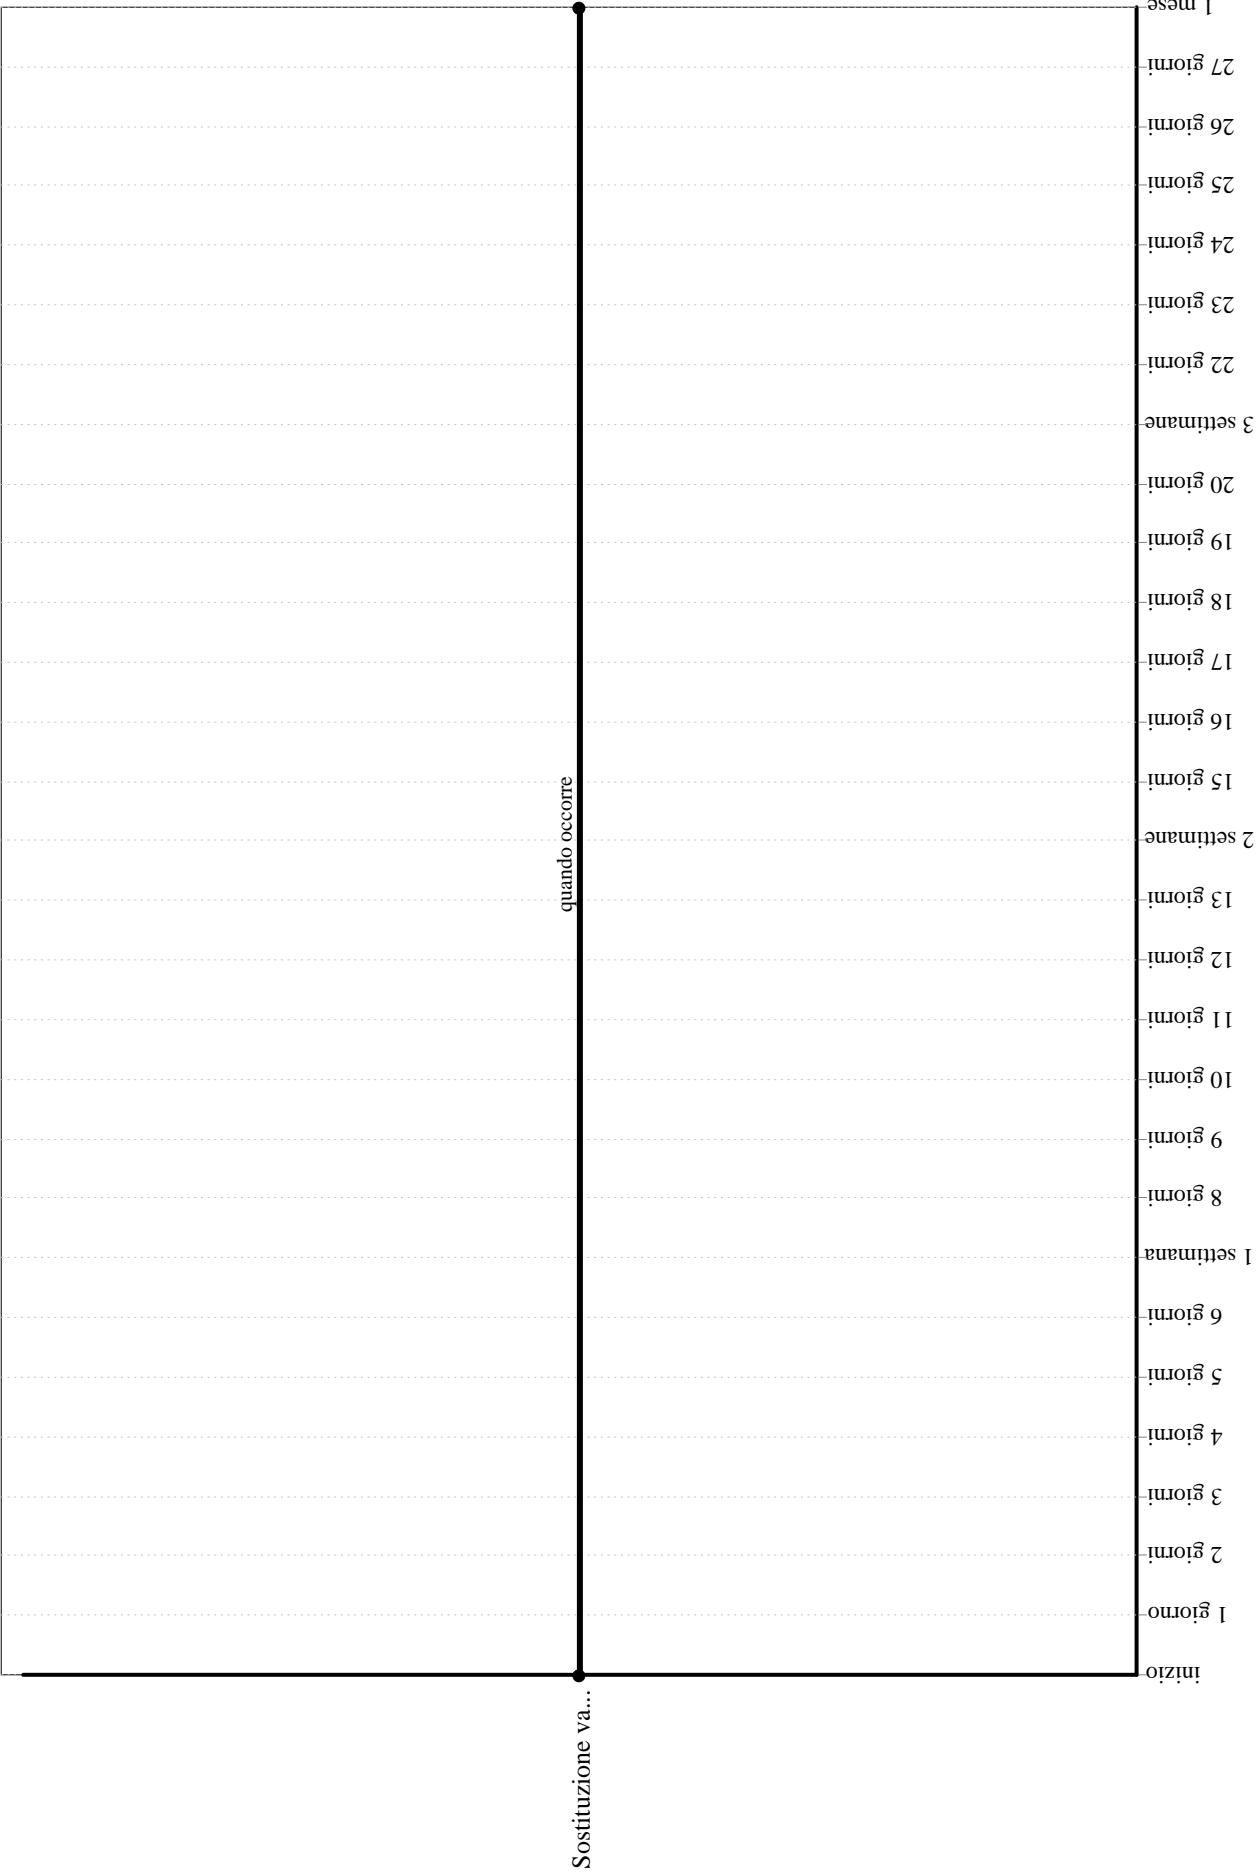 1 mese
27 giorni
26 giorni
25 giorni
24 giorni
23 giorni
22 giorni
3 settimane
20 giorni
19 giorni
18 giorni
17 giorni
16 giorni
15 giorni
quando occorre
2 settimane
13 giorni
12 giorni
11 giorni
10 giorni
9 giorni
8 giorni
1 settimana
6 giorni
5 giorni
4 giorni
3 giorni
2 giorni
1 giorno
inizio
Sostituzione va...